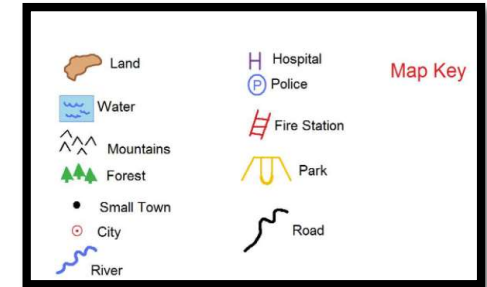 Land
Water
Mountains
Forest
Small Town
City
River
H Hospital
P Police
Fire Station
Park
Road
Map Key